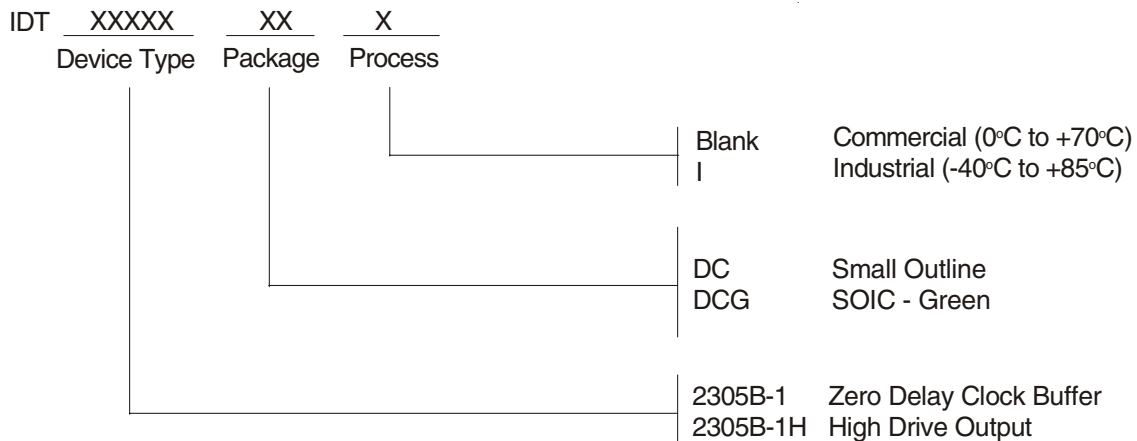 IDT XXXXX XX X
Device Type Package Process
Blank Commercial (0°C to +70°C)
I Industrial (-40°C to +85°C)
DC Small Outline
DCG SOIC - Green
2305B-1 Zero Delay Clock Buffer
2305B-1H High Drive Output